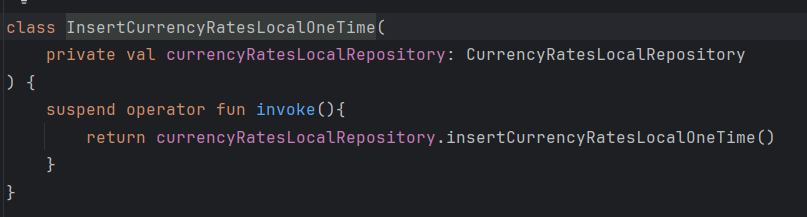 class InsertCurrencyRatesLocalOneTime(
    private val currencyRatesLocalRepository: CurrencyRatesLocalRepository
) {
    suspend operator fun invoke(){
        return currencyRatesLocalRepository.insertCurrencyRatesLocalOneTime()
    }
}